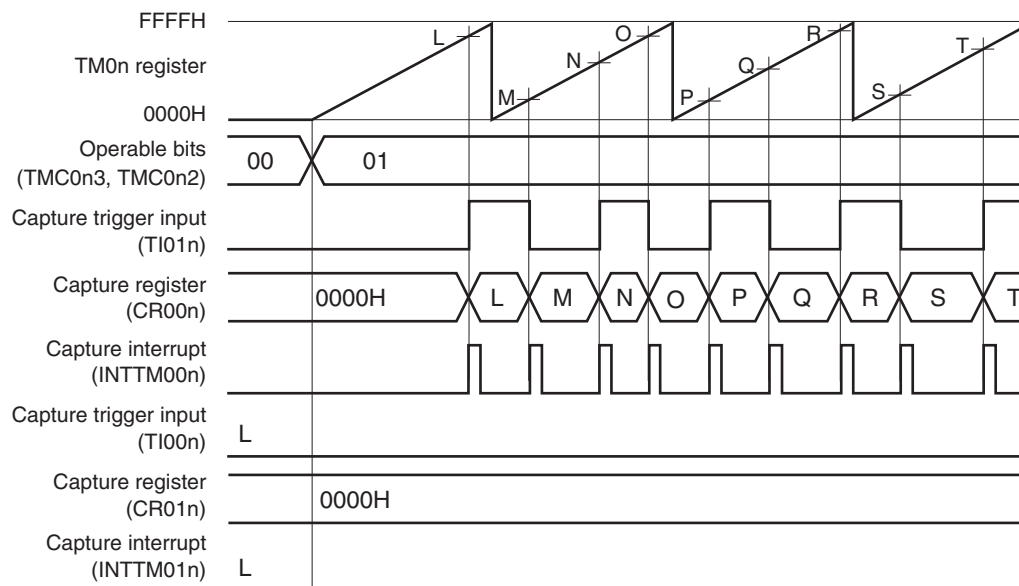 FFFFH
TM0n register
0000H
L
M
N
O
P
Q
R
S
T
Operable bits
(TMC0n3, TMC0n2)
00
01
Capture trigger input
(TI01n)
Capture register
(CR00n)
0000H
L
M
N
O
P
Q
R
S
T
Capture interrupt
(INTTM00n)
Capture trigger input
(TI00n)
L
Capture register
(CR01n)
0000H
Capture interrupt
(INTTM01n)
L